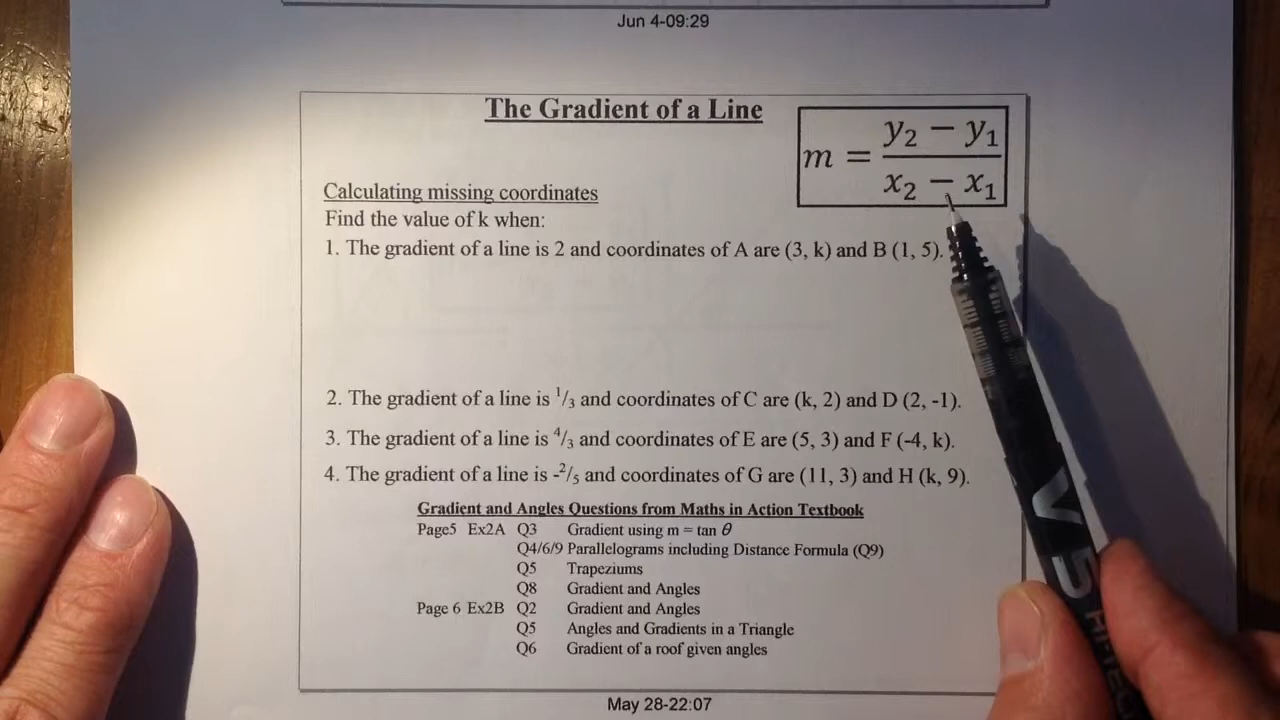 Jun 4-09:29
The Gradient of a Line
m = y₂ − y₁ / x₂ − x₁
Calculating missing coordinates
Find the value of k when:
1. The gradient of a line is 2 and coordinates of A are (3, k) and B (1, 5).
2. The gradient of a line is ¹/₃ and coordinates of C are (k, 2) and D (2, -1).
3. The gradient of a line is ⁴/₃ and coordinates of E are (5, 3) and F (-4, k).
4. The gradient of a line is -²/₅ and coordinates of G are (11, 3) and H (k, 9).
Gradient and Angles Questions from Maths in Action Textbook
Page5 Ex2A Q3 Gradient using m = tan θ
Q4/6/9 Parallelograms including Distance Formula (Q9)
Q5 Trapeziums
Q8 Gradient and Angles
Page 6 Ex2B Q2 Gradient and Angles
Q5 Angles and Gradients in a Triangle
Q6 Gradient of a roof given angles
May 28-22:07
V5